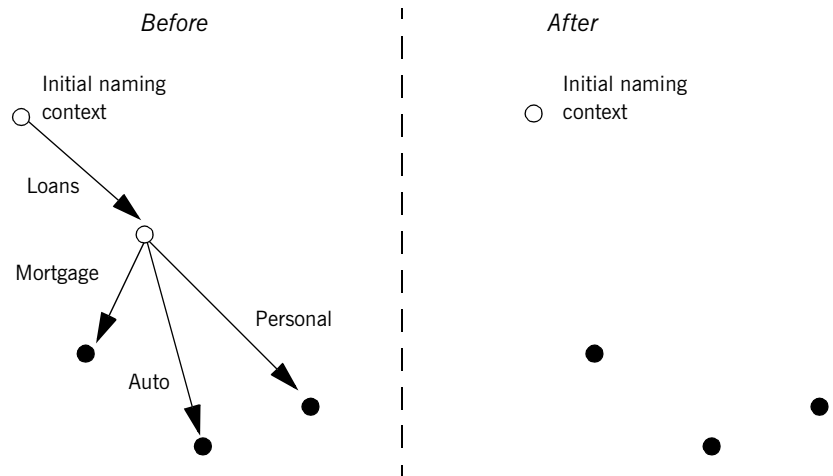 Before
Initial naming
context
Loans
Mortgage
Personal
Auto
After
Initial naming
context